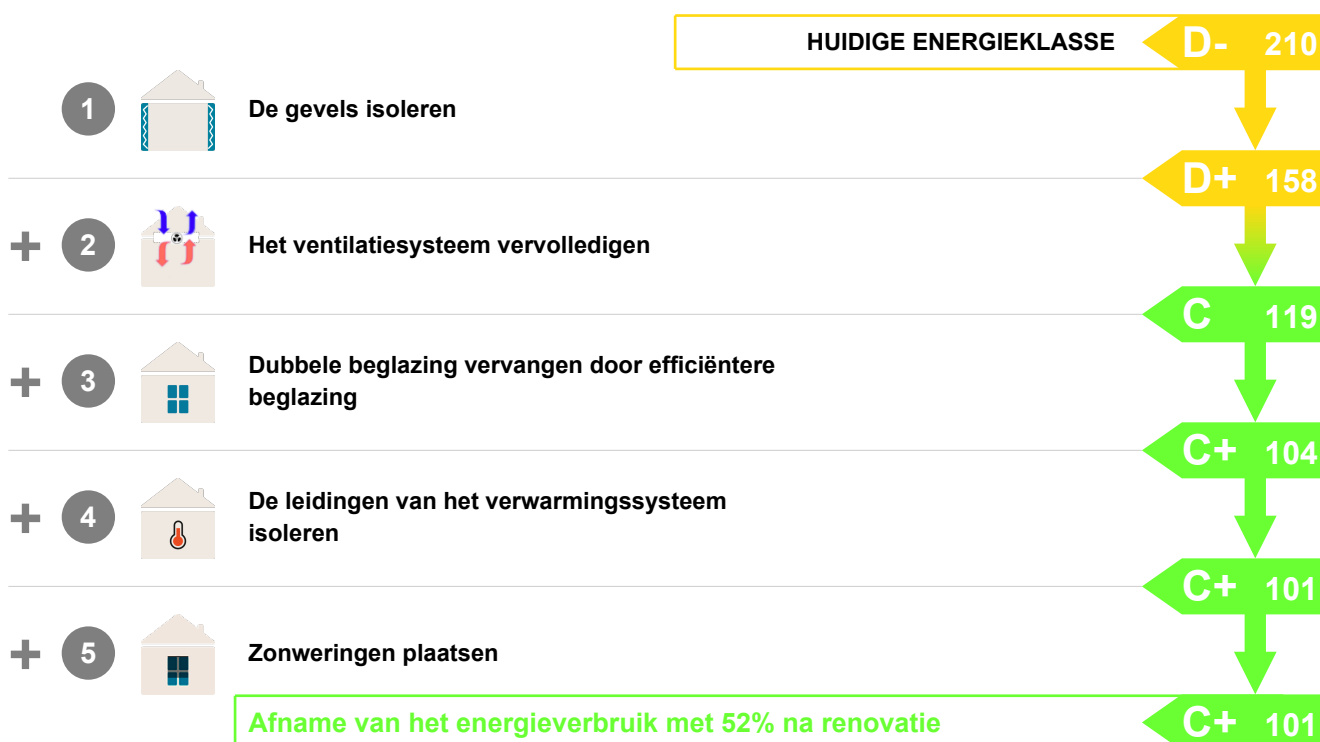 HUIDIGE ENERGIEKLASSE D- 210
1 De gevels isoleren
D+ 158
+ 2 Het ventilatiesysteem vervolledigen
C 119
+ 3 Dubbele beglazing vervangen door efficiëntere
beglazing
C+ 104
+ 4 De leidingen van het verwarmingssysteem
isoleren
C+ 101
+ 5 Zonweringen plaatsen
Afname van het energieverbruik met 52% na renovatie C+ 101